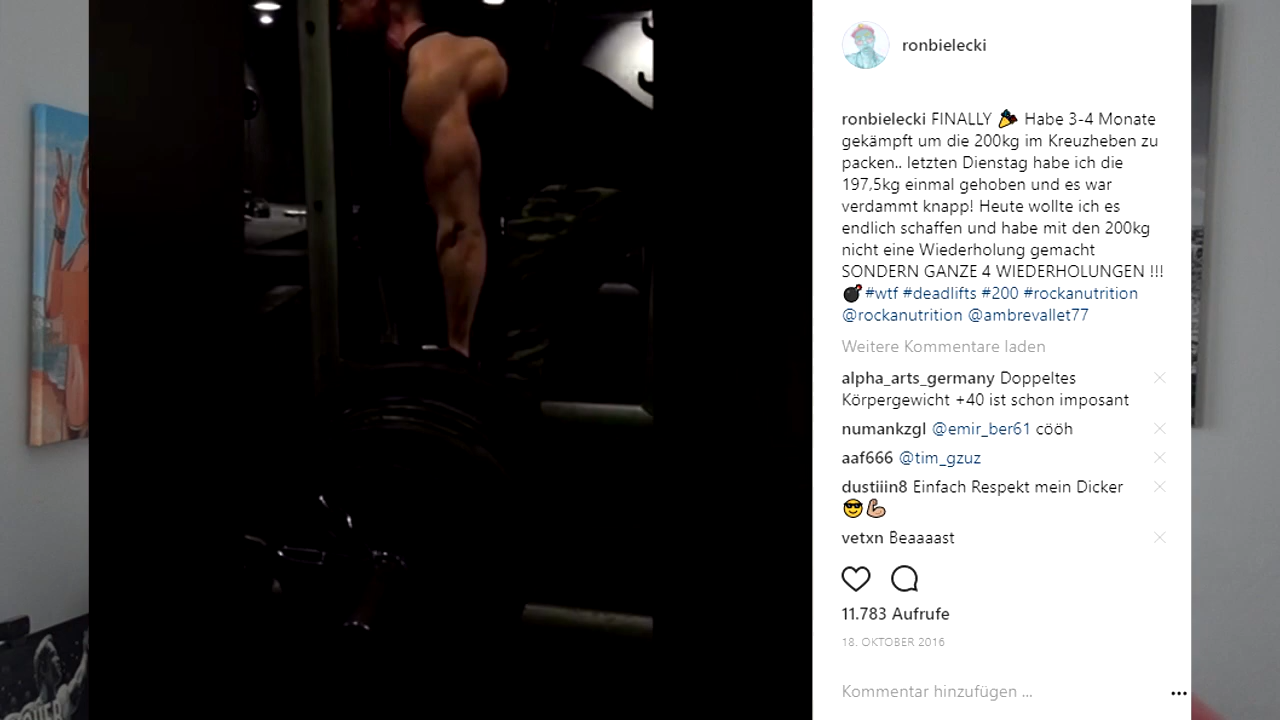 ronbielecki
ronbielecki FINALLY 🎉 Habe 3-4 Monate
gekämpft um die 200kg im Kreuzheben zu
packen.. letzten Dienstag habe ich die
197,5kg einmal gehoben und es war
verdammt knapp! Heute wollte ich es
endlich schaffen und habe mit den 200kg
nicht eine Wiederholung gemacht
SONDERN GANZE 4 WIEDERHOLUNGEN !!!
💣 #wtf #deadlifts #200 #rockanutrition
@rockanutrition @ambrevallet77
Weitere Kommentare laden
alpha_arts_germany Doppeltes
Körpergewicht +40 ist schon imposant
numankzgl @emir_ber61 cööh
aaf666 @tim_gzuz
dustiiin8 Einfach Respekt mein Dicker
😎💪
vetxn Beaaaast
11.783 Aufrufe
18. OKTOBER 2016
Kommentar hinzufügen ...